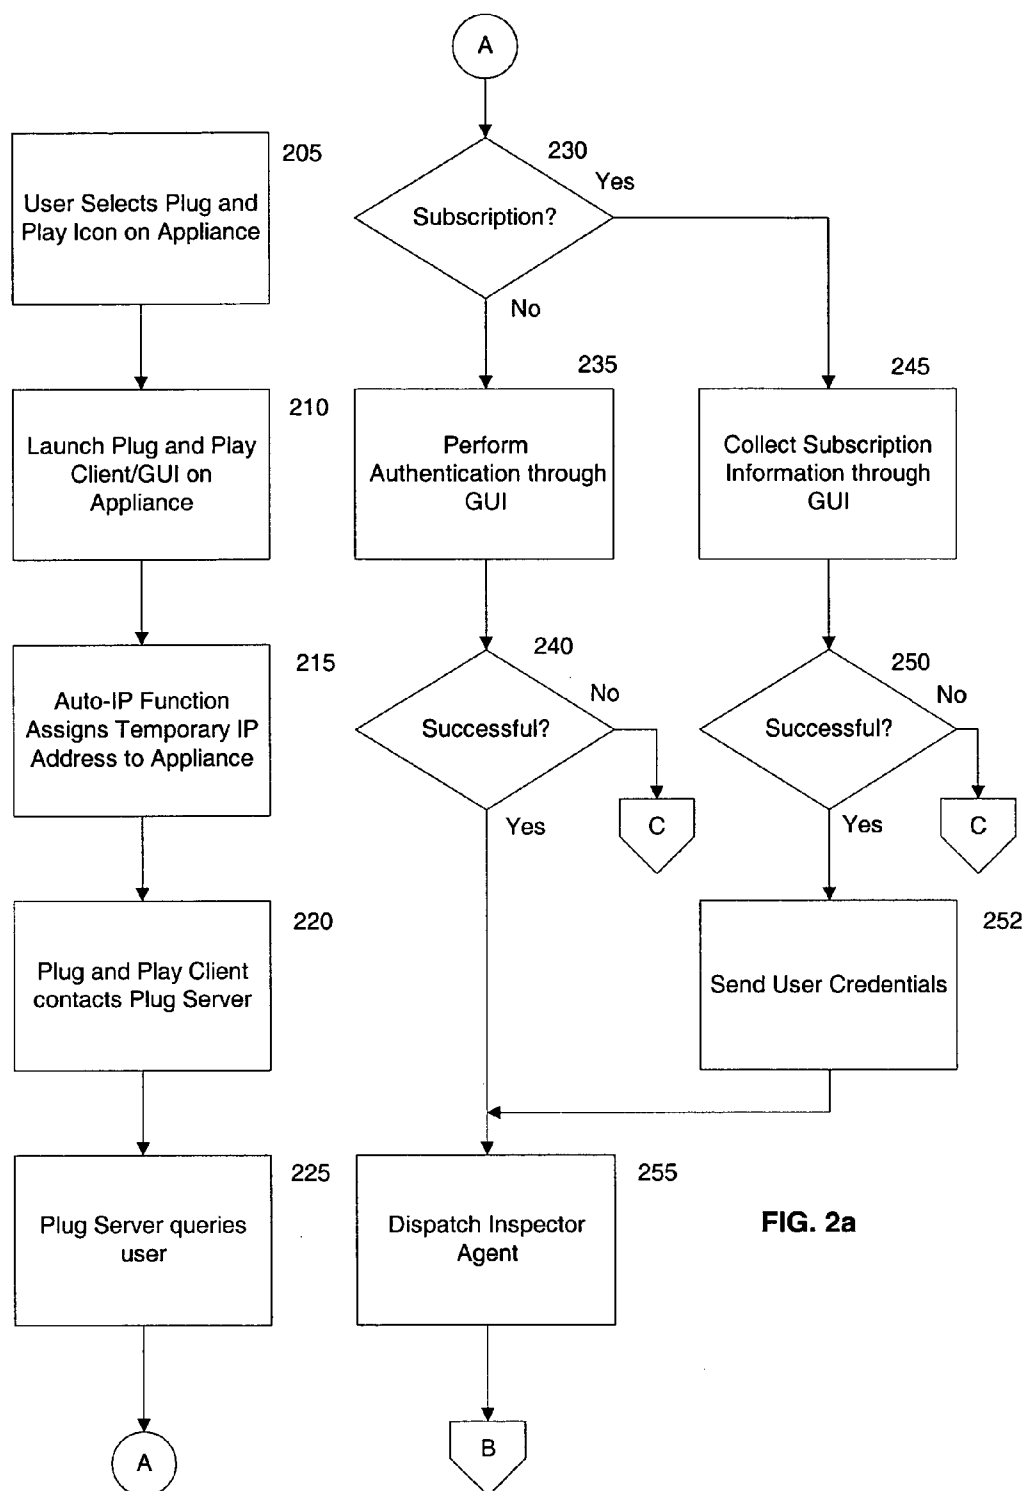 205
User Selects Plug and
Play Icon on Appliance
210
Launch Plug and Play
Client/GUI on
Appliance
215
Auto-IP Function
Assigns Temporary IP
Address to Appliance
220
Plug and Play Client
contacts Plug Server
225
Plug Server queries
user
A
A
230
Subscription?
Yes
No
235
Perform
Authentication through
GUI
240
Successful?
No
C
Yes
245
Collect Subscription
Information through
GUI
250
Successful?
No
C
Yes
252
Send User Credentials
255
Dispatch Inspector
Agent
B
FIG. 2a